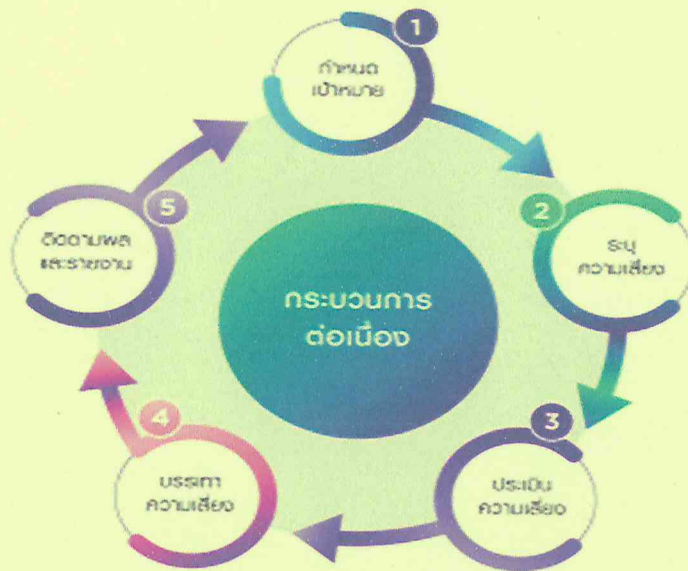 1
กำหนด
เป้าหมาย
2
ระบุ
ความเสี่ยง
3
ประเมิน
ความเสี่ยง
4
บรรเทา
ความเสี่ยง
5
ติดตามผล
และรายงาน
กระบวนการ
ต่อเนื่อง